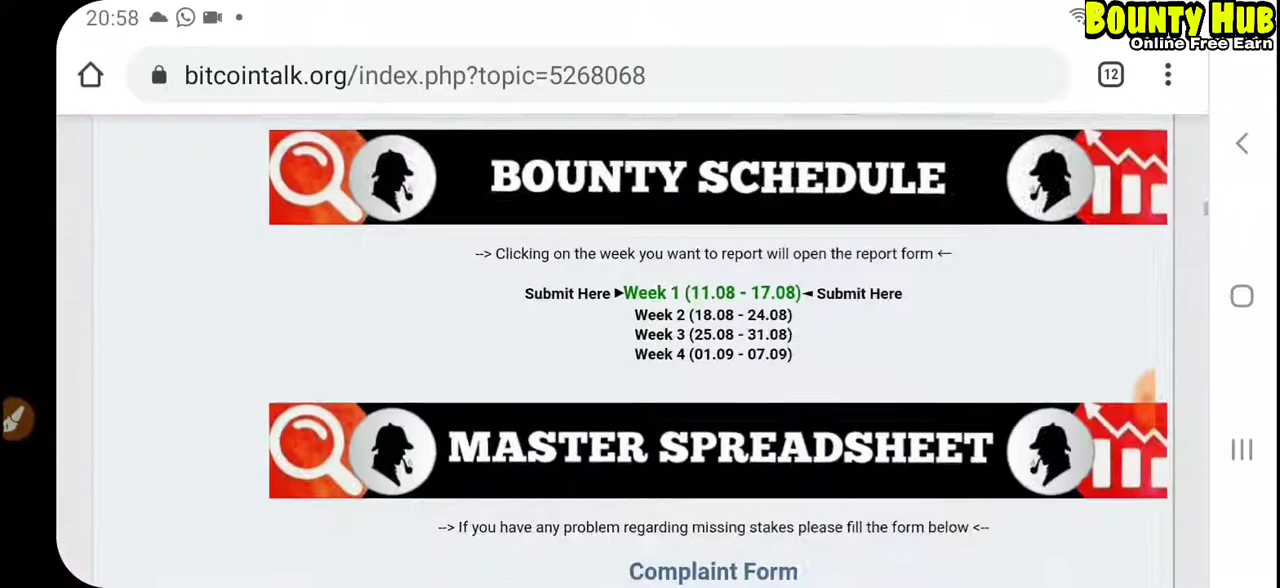 20:58
BOUNTY HUB
Online Free Earn
bitcointalk.org/index.php?topic=5268068
12
BOUNTY SCHEDULE
--> Clicking on the week you want to report will open the report form ←
Submit Here ►Week 1 (11.08 - 17.08)◄ Submit Here
Week 2 (18.08 - 24.08)
Week 3 (25.08 - 31.08)
Week 4 (01.09 - 07.09)
MASTER SPREADSHEET
--> If you have any problem regarding missing stakes please fill the form below <--
Complaint Form